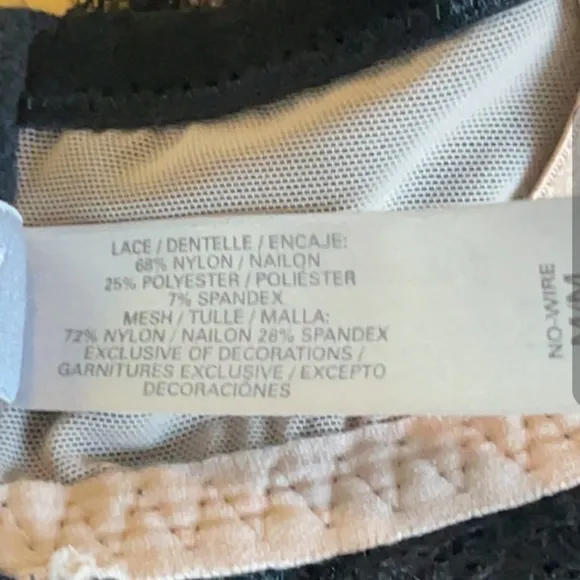 LACE / DENTELLE / ENCAJE:
68% NYLON / NAILON
25% POLYESTER / POLIÉSTER
7% SPANDEX
MESH / TULLE / MALLA:
72% NYLON / NAILON 28% SPANDEX
EXCLUSIVE OF DECORATIONS /
GARNITURES EXCLUSIVE / EXCEPTO
DECORACIÓNES
NO-WIRE